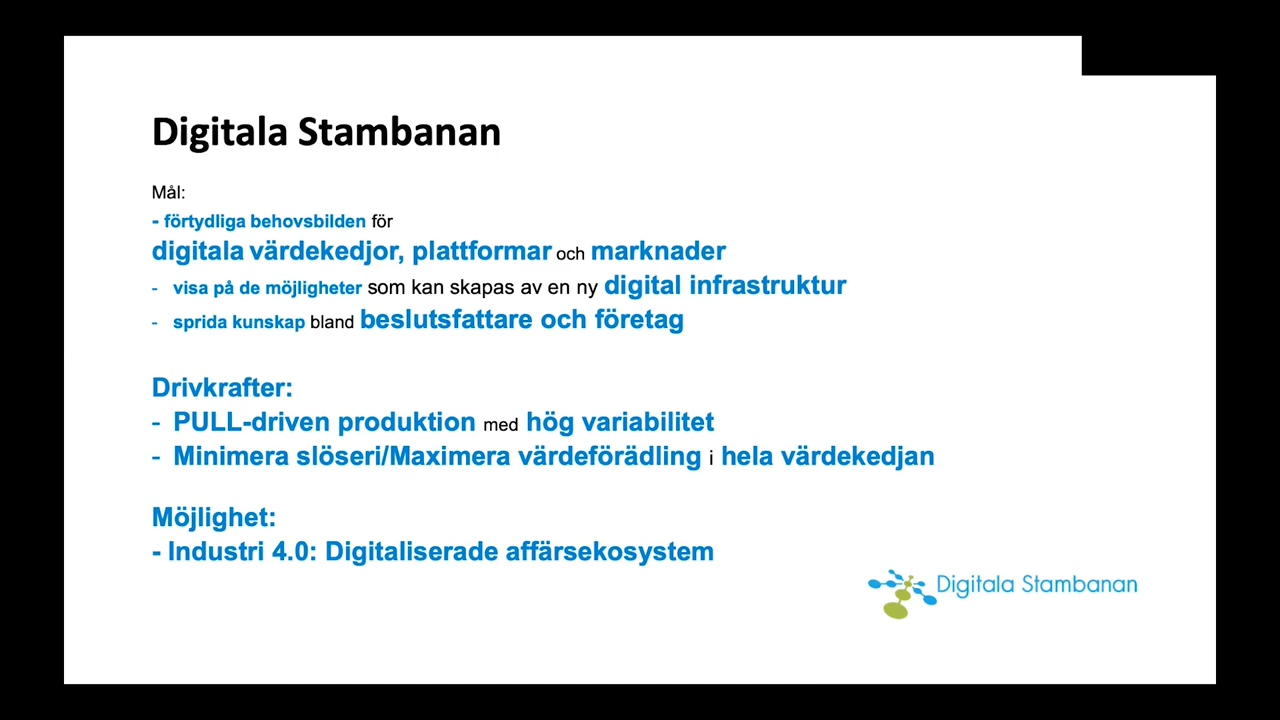 Digitala Stambanan
Mål:
- förtydliga behovsbilden för
digitala värdekedjor, plattformar och marknader
- visa på de möjligheter som kan skapas av en ny digital infrastruktur
- sprida kunskap bland beslutsfattare och företag
Drivkrafter:
- PULL-driven produktion med hög variabilitet
- Minimera slöseri/Maximera värdeförädling i hela värdekedjan
Möjlighet:
- Industri 4.0: Digitaliserade affärsekosystem
Digitala Stambanan